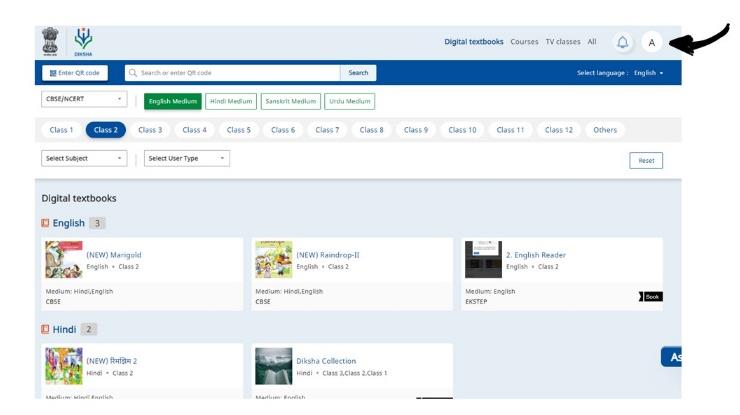 DIKSHA
Digital textbooks Courses TV classes All A
Enter QR code Search or enter QR code Search Select language : English
CBSE/NCERT English Medium Hindi Medium Sanskrit Medium Urdu Medium
Class 1 Class 2 Class 3 Class 4 Class 5 Class 6 Class 7 Class 8 Class 9 Class 10 Class 11 Class 12 Others
Select Subject Select User Type Reset
Digital textbooks
English 3
(NEW) Marigold (NEW) Raindrop-II 2. English Reader
English • Class 2 English • Class 2 English • Class 2
Medium: Hindi,English Medium: Hindi,English Medium: English
CBSE CBSE EKSTEP Book
Hindi 2
(NEW) रिमझिम 2 Diksha Collection
Hindi • Class 2 Hindi • Class 3,Class 2,Class 1
As
Medium: Hindi,English Medium: English